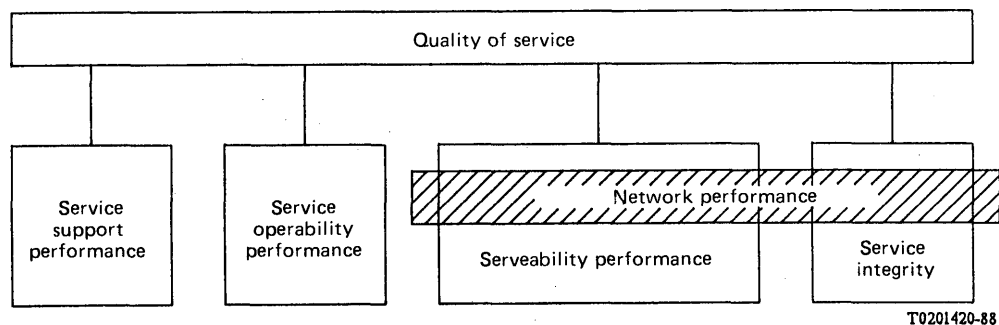 Quality of service
Service
support
performance
Service
operability
performance
Network performance
Serveability performance
Service
integrity
T0201420-88